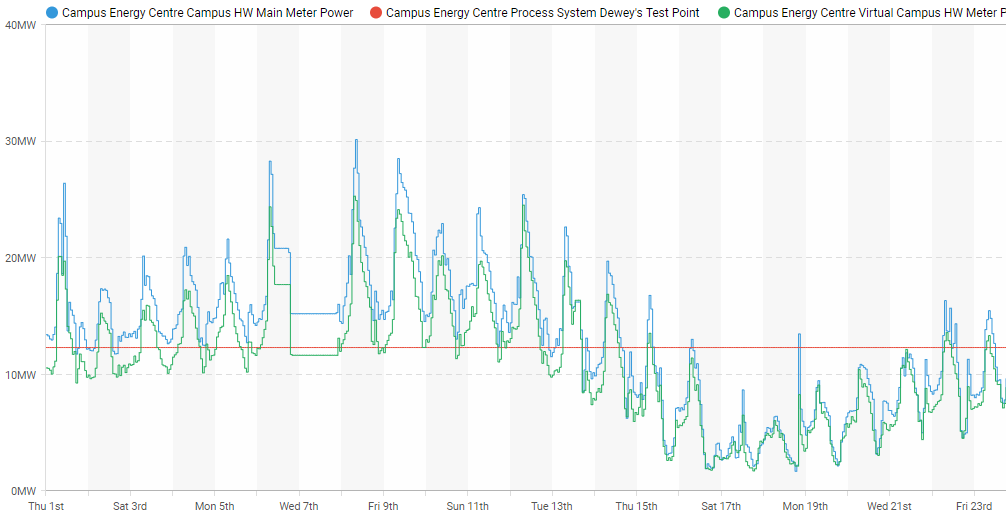 Campus Energy Centre Campus HW Main Meter Power Campus Energy Centre Process System Dewey's Test Point Campus Energy Centre Virtual Campus HW Meter P
40MW
30MW
20MW
10MW
0MW
Thu 1st Sat 3rd Mon 5th Wed 7th Fri 9th Sun 11th Tue 13th Thu 15th Sat 17th Mon 19th Wed 21st Fri 23rd